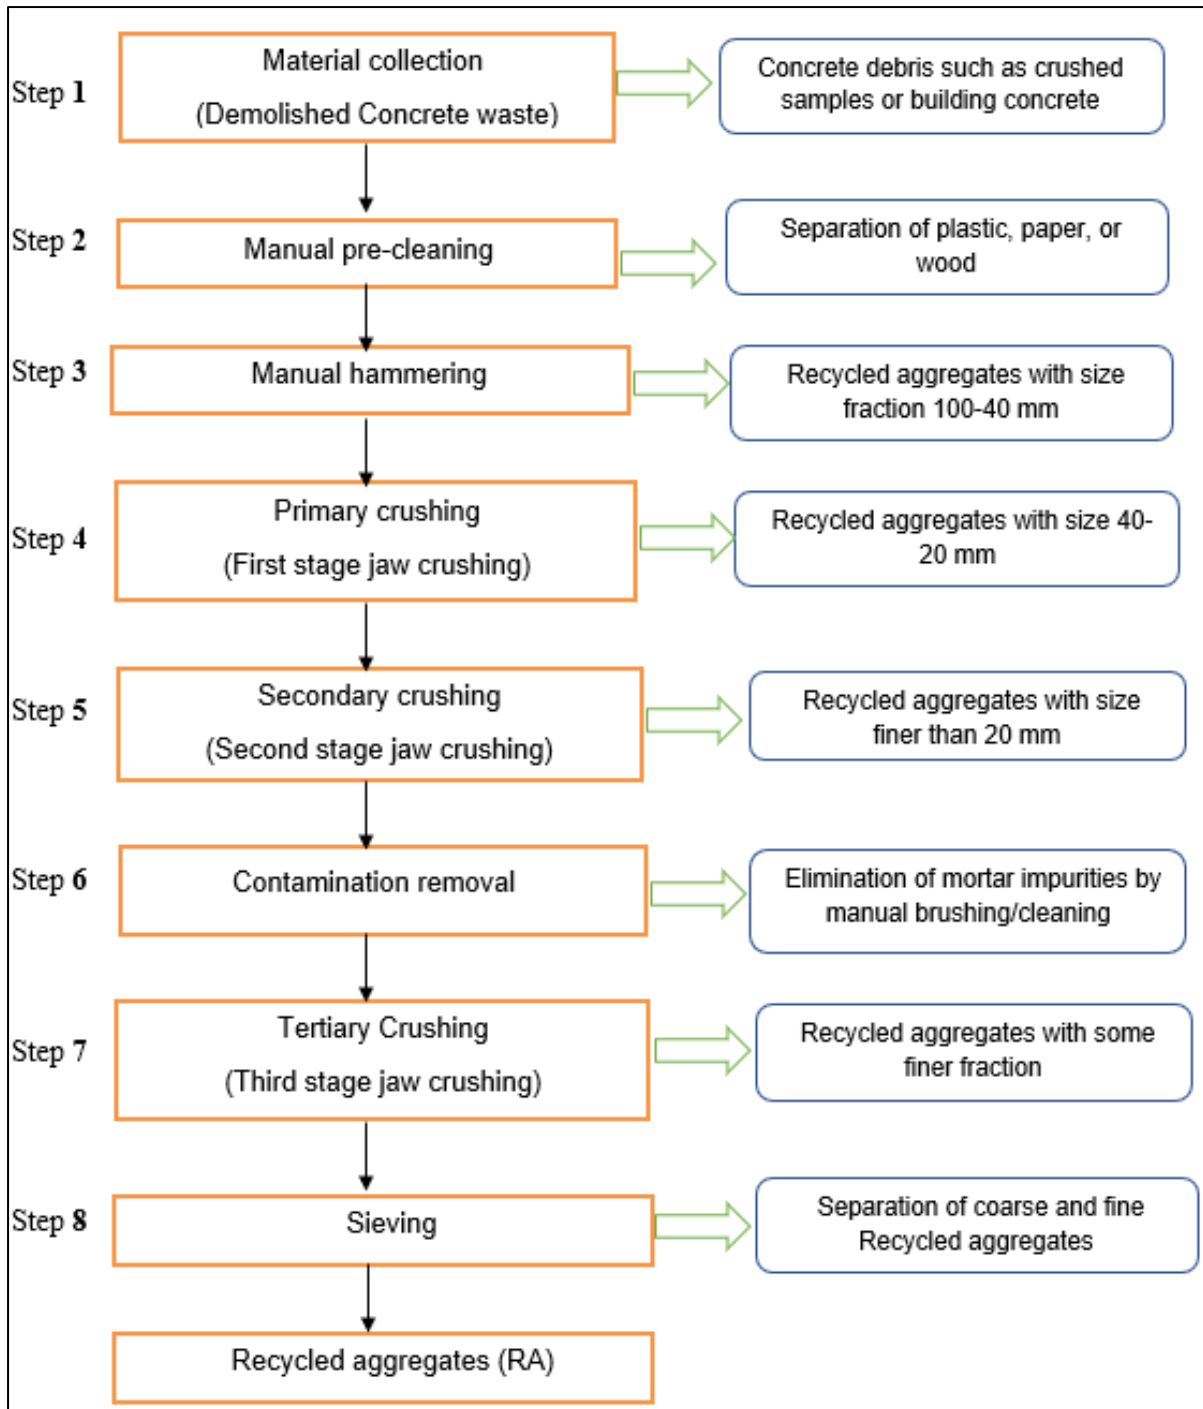 Step 1
Material collection
(Demolished Concrete waste)
Concrete debris such as crushed
samples or building concrete
Step 2
Manual pre-cleaning
Separation of plastic, paper, or
wood
Step 3
Manual hammering
Recycled aggregates with size
fraction 100-40 mm
Step 4
Primary crushing
(First stage jaw crushing)
Recycled aggregates with size 40-
20 mm
Step 5
Secondary crushing
(Second stage jaw crushing)
Recycled aggregates with size
finer than 20 mm
Step 6
Contamination removal
Elimination of mortar impurities by
manual brushing/cleaning
Step 7
Tertiary Crushing
(Third stage jaw crushing)
Recycled aggregates with some
finer fraction
Step 8
Sieving
Separation of coarse and fine
Recycled aggregates
Recycled aggregates (RA)